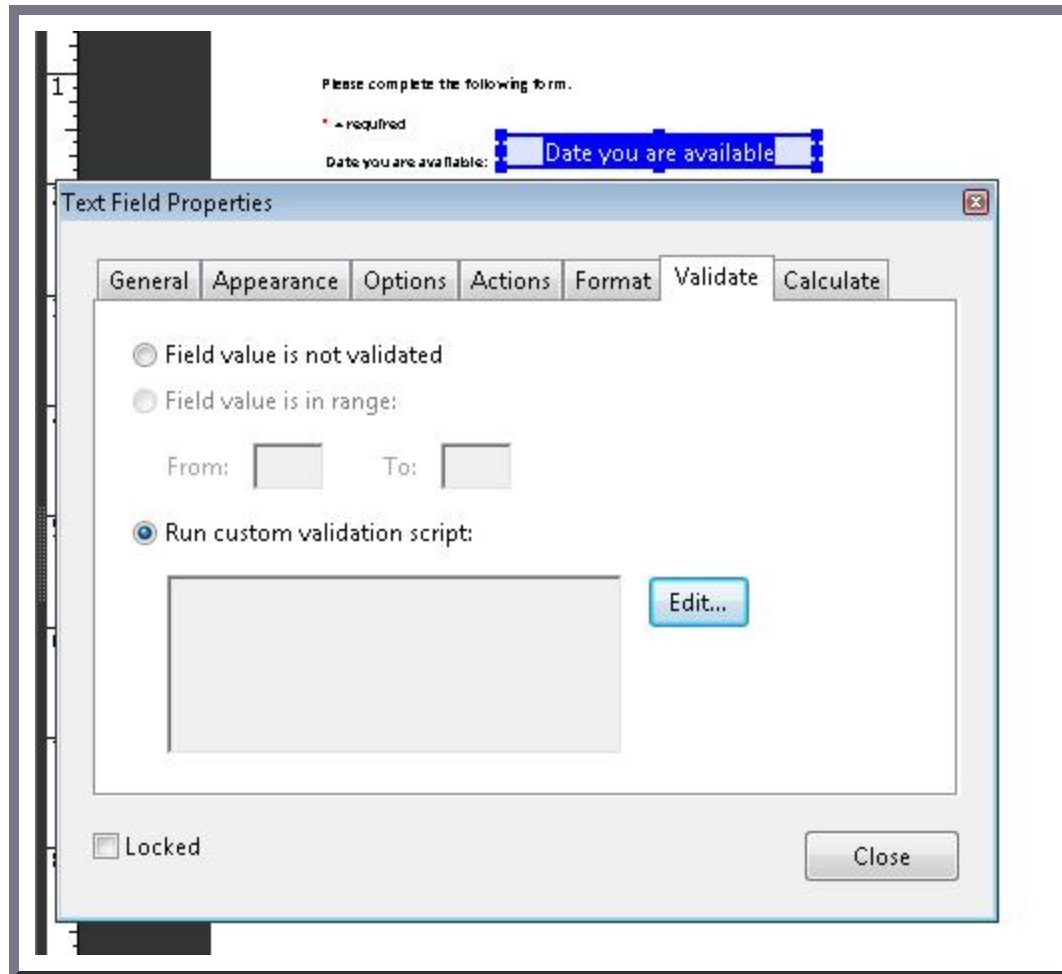 1
Please complete the following form.
* = required
Date you are available: Date you are available
Text Field Properties
General Appearance Options Actions Format Validate Calculate
Field value is not validated
Field value is in range:
From: To:
Run custom validation script:
Edit...
Locked
Close